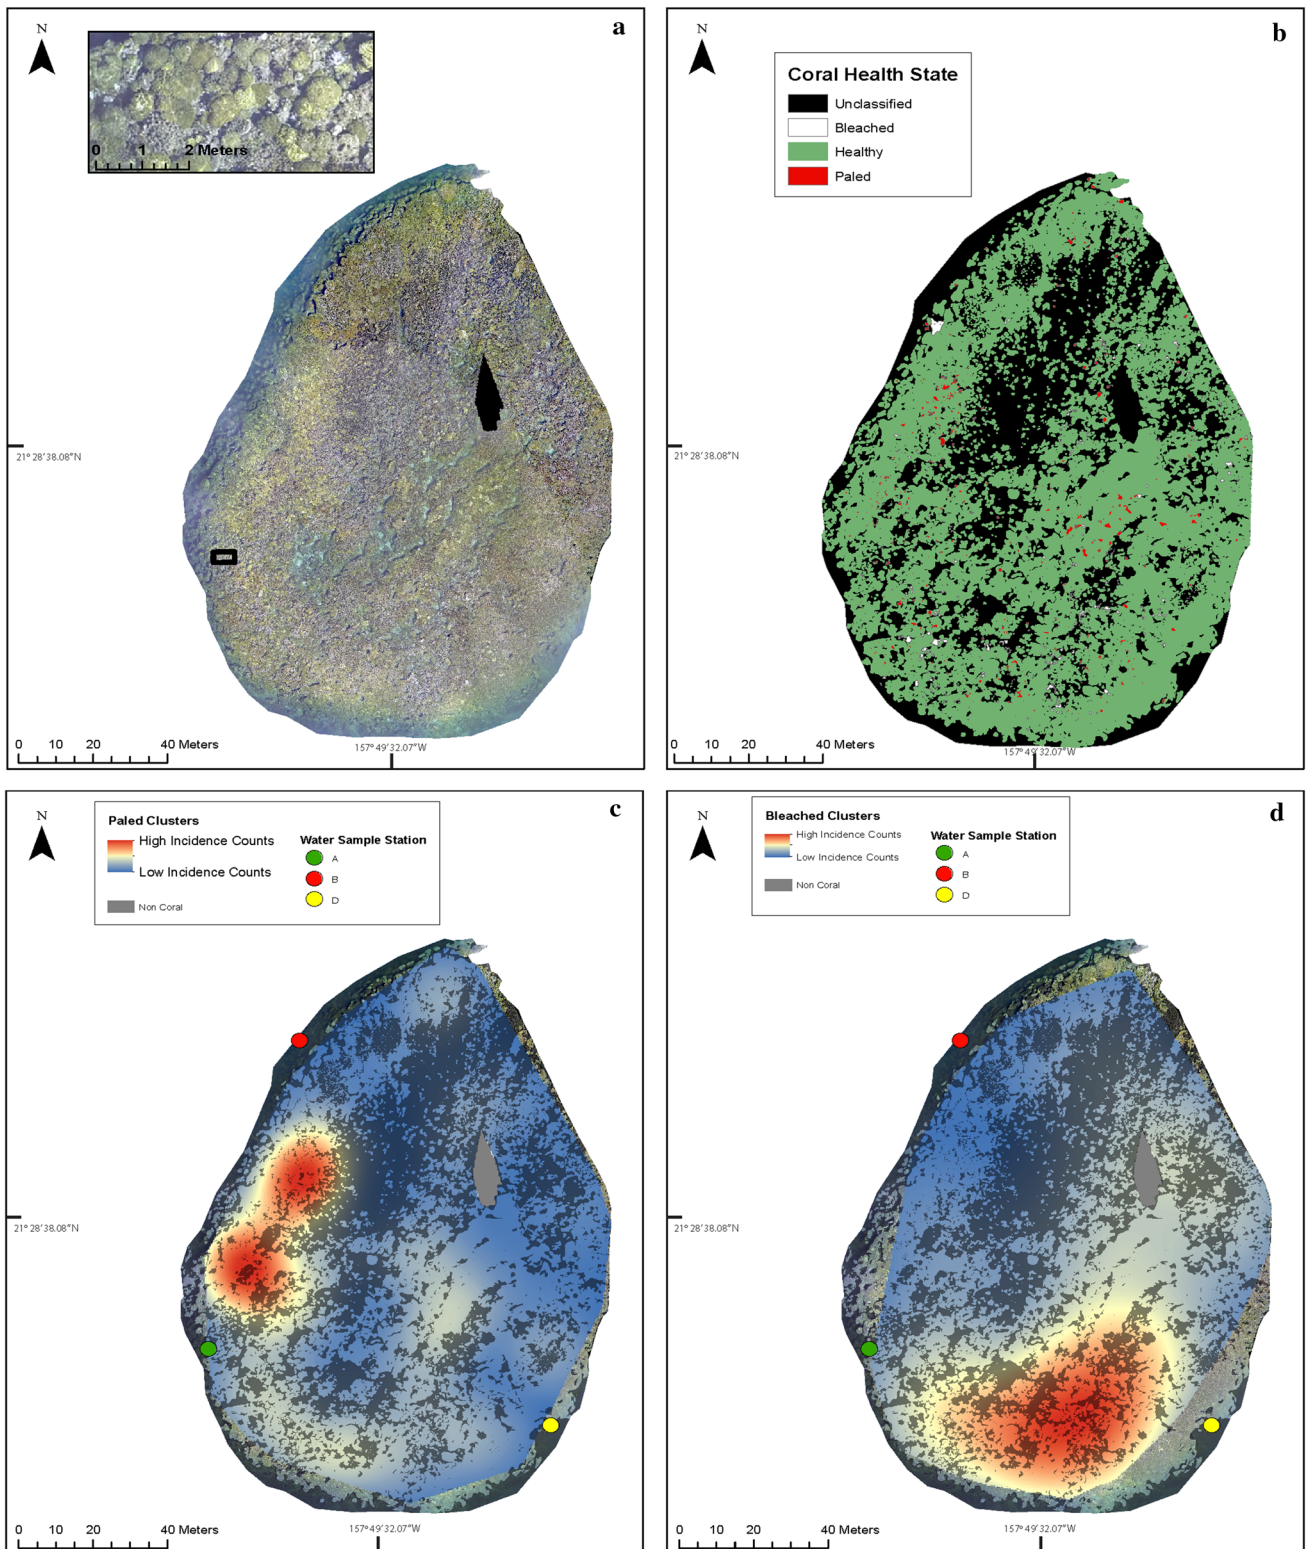 a
N
0 1 2 Meters
21° 28′38.08″N
0 10 20 40 Meters
157° 49′32.07″W
b
N
Coral Health State
Unclassified
Bleached
Healthy
Paled
21° 28′38.08″N
0 10 20 40 Meters
157° 49′32.07″W
c
N
Paled Clusters
High Incidence Counts
Low Incidence Counts
Non Coral
Water Sample Station
A
B
D
21° 28′38.08″N
0 10 20 40 Meters
157° 49′32.07″W
d
N
Bleached Clusters
High Incidence Counts
Low Incidence Counts
Non Coral
Water Sample Station
A
B
D
21° 28′38.08″N
0 10 20 40 Meters
157° 49′32.07″W